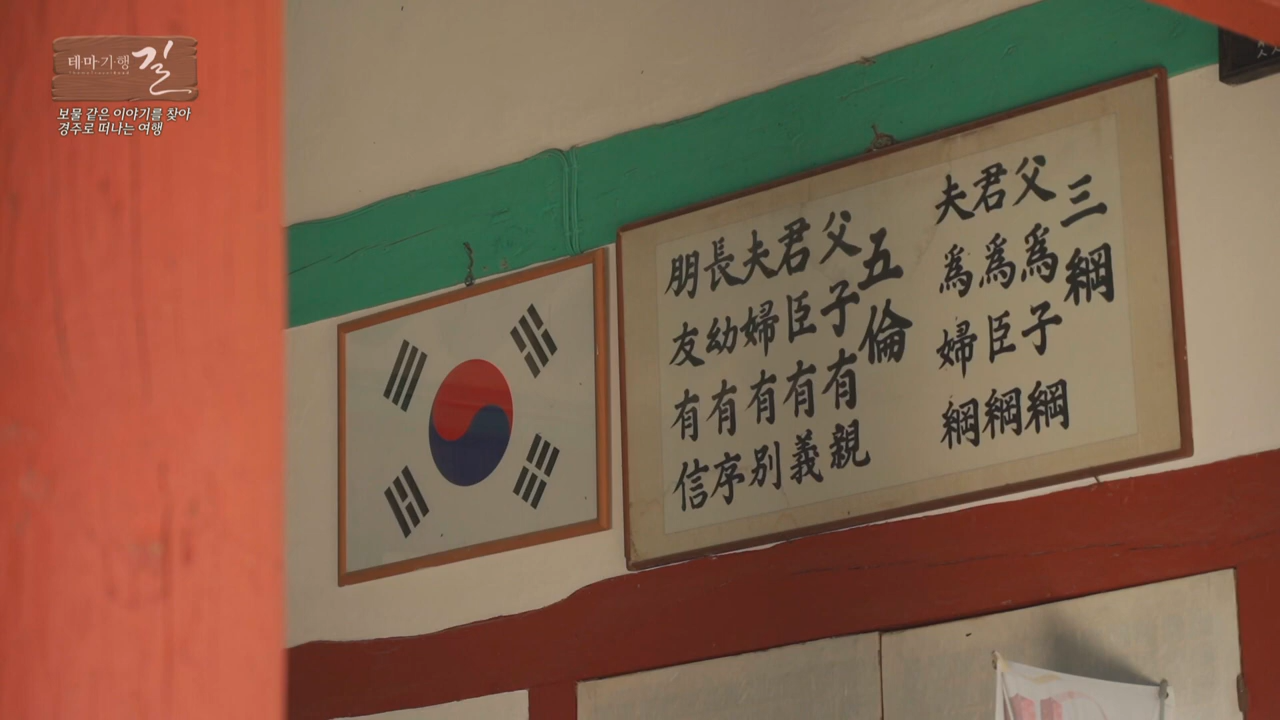 테·마·기·행 길
보물 같은 이야기를 찾아
경주로 떠나는 여행
三綱
父爲子綱
君爲臣綱
夫爲婦綱
五倫
父子有親
君臣有義
夫婦有別
長幼有序
朋友有信